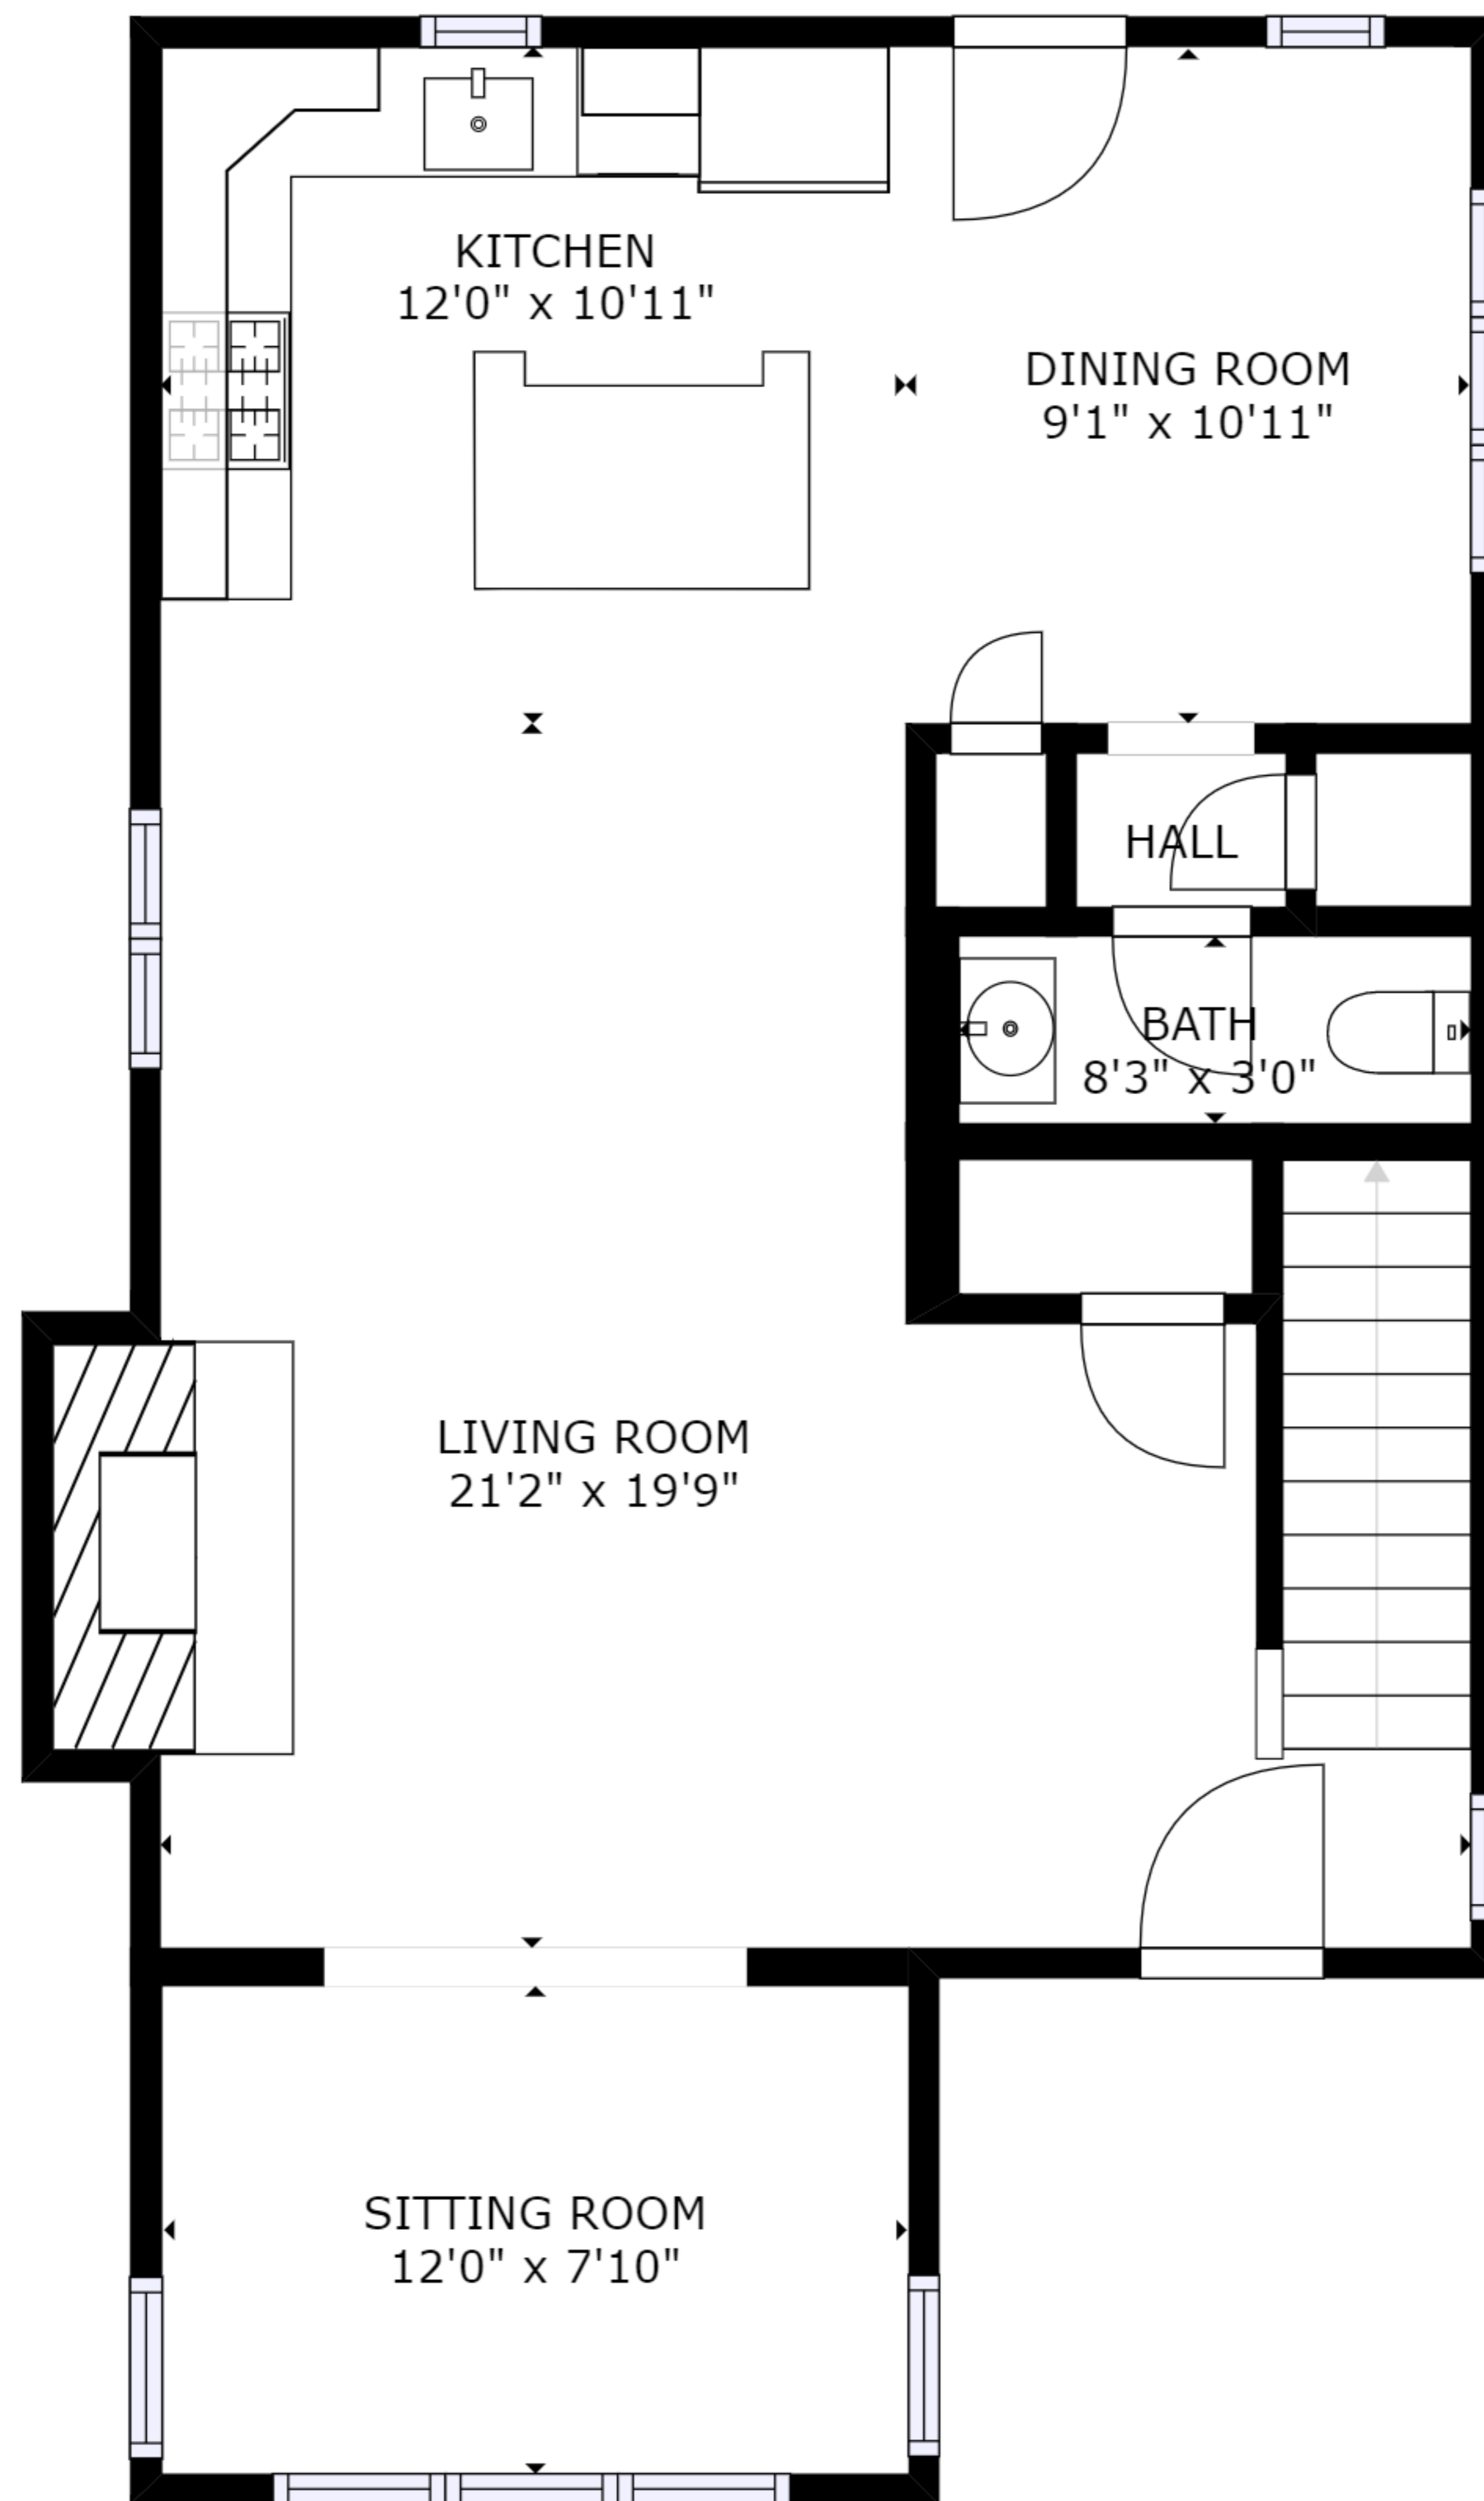 KITCHEN
12'0" x 10'11"
DINING ROOM
9'1" x 10'11"
HALL
BATH
8'3" x 3'0"
LIVING ROOM
21'2" x 19'9"
SITTING ROOM
12'0" x 7'10"